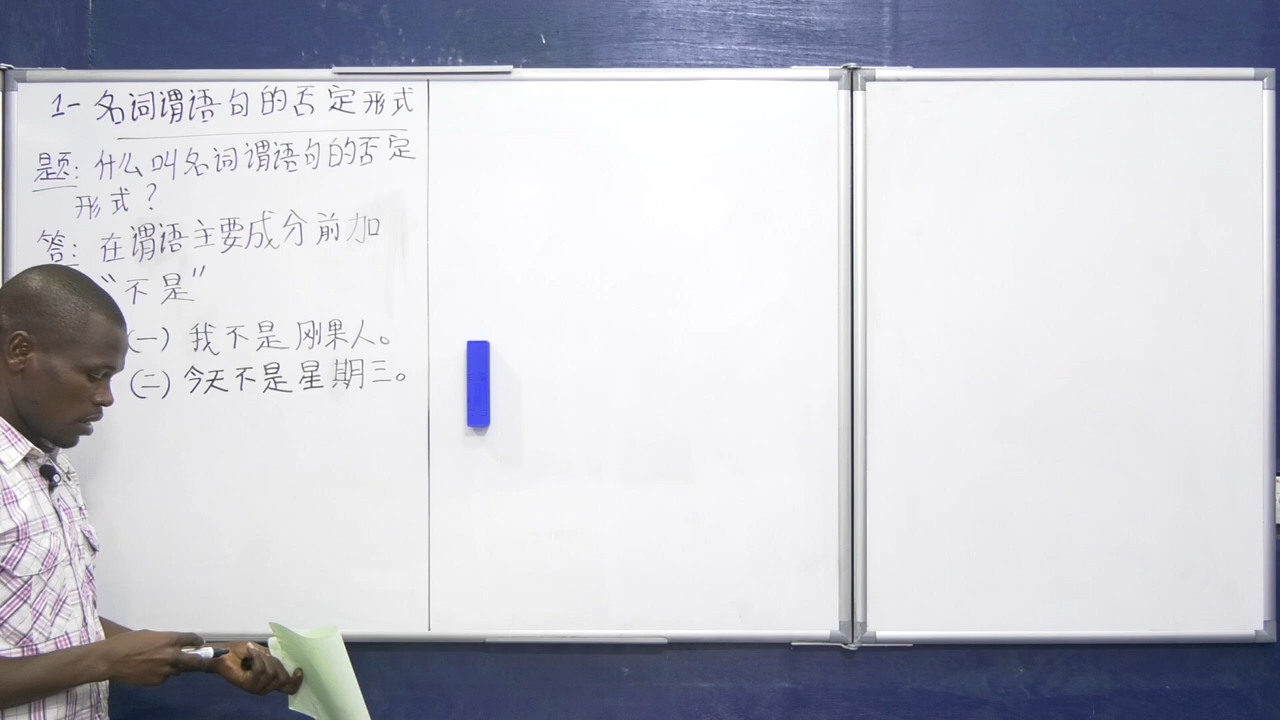 1- 名词谓语句的否定形式
题: 什么叫名词谓语句的否定
形式?
答: 在谓语主要成分前加
"不是"
(一) 我不是刚果人。
(二) 今天不是星期三。